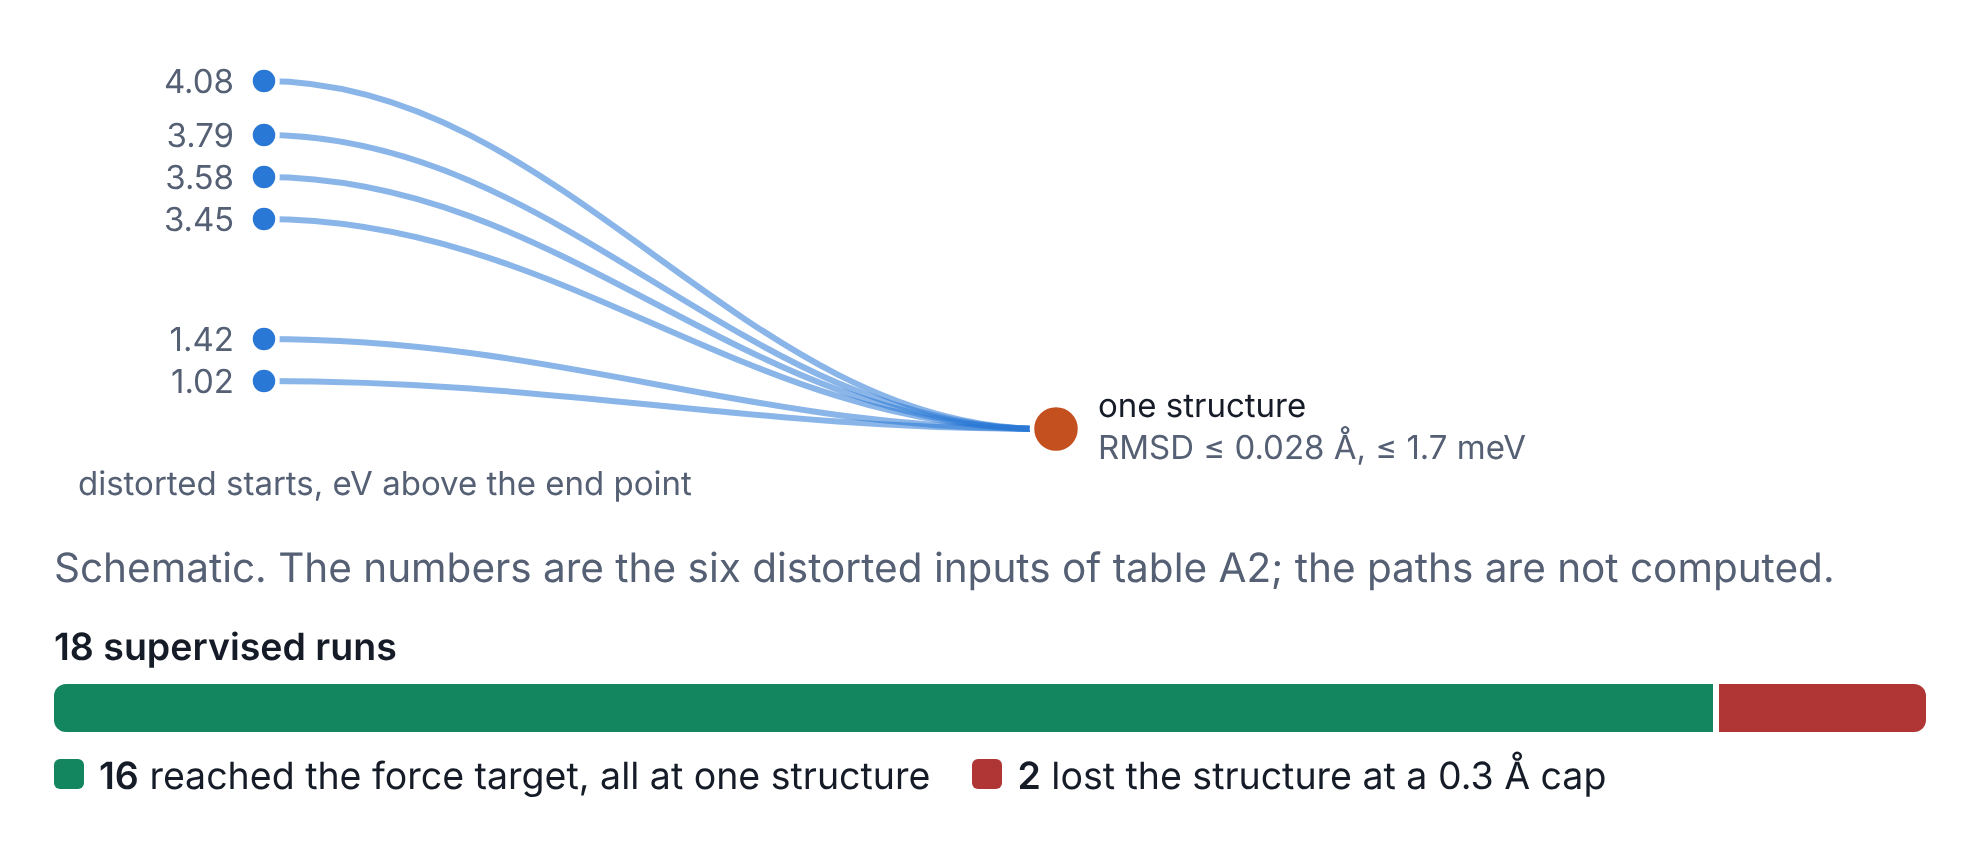 4.08
3.79
3.58
3.45
1.42
1.02
one structure
RMSD ≤ 0.028 Å, ≤ 1.7 meV
distorted starts, eV above the end point
Schematic. The numbers are the six distorted inputs of table A2; the paths are not computed.
18 supervised runs
16 reached the force target, all at one structure
2 lost the structure at a 0.3 Å cap